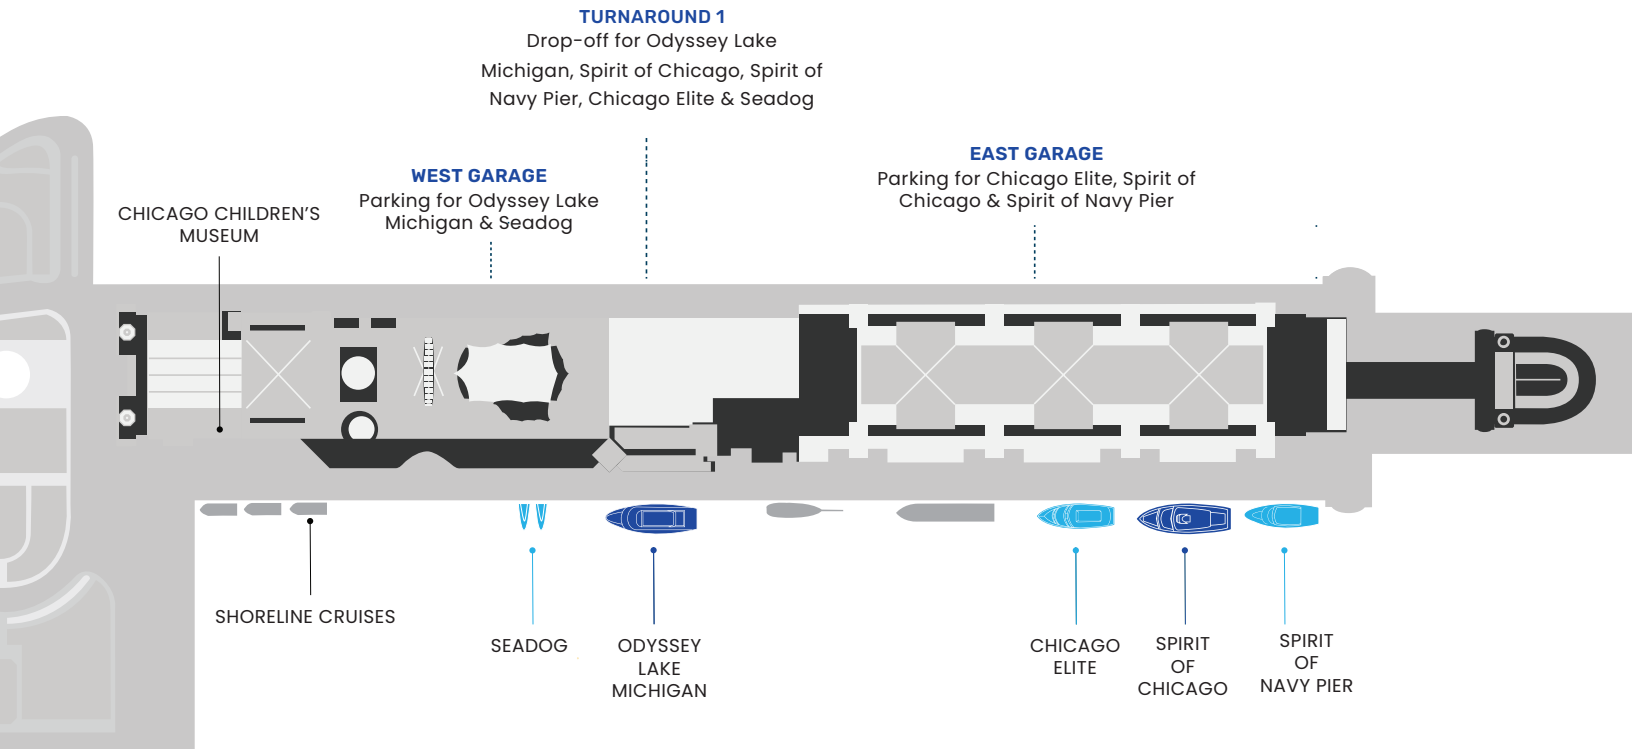 TURNAROUND 1
Drop-off for Odyssey Lake
Michigan, Spirit of Chicago, Spirit of
Navy Pier, Chicago Elite & Seadog
EAST GARAGE
Parking for Chicago Elite, Spirit of
Chicago & Spirit of Navy Pier
WEST GARAGE
Parking for Odyssey Lake
Michigan & Seadog
CHICAGO CHILDREN’S
MUSEUM
SHORELINE CRUISES
SEADOG
ODYSSEY
LAKE
MICHIGAN
CHICAGO
ELITE
SPIRIT
OF
CHICAGO
SPIRIT
OF
NAVY PIER